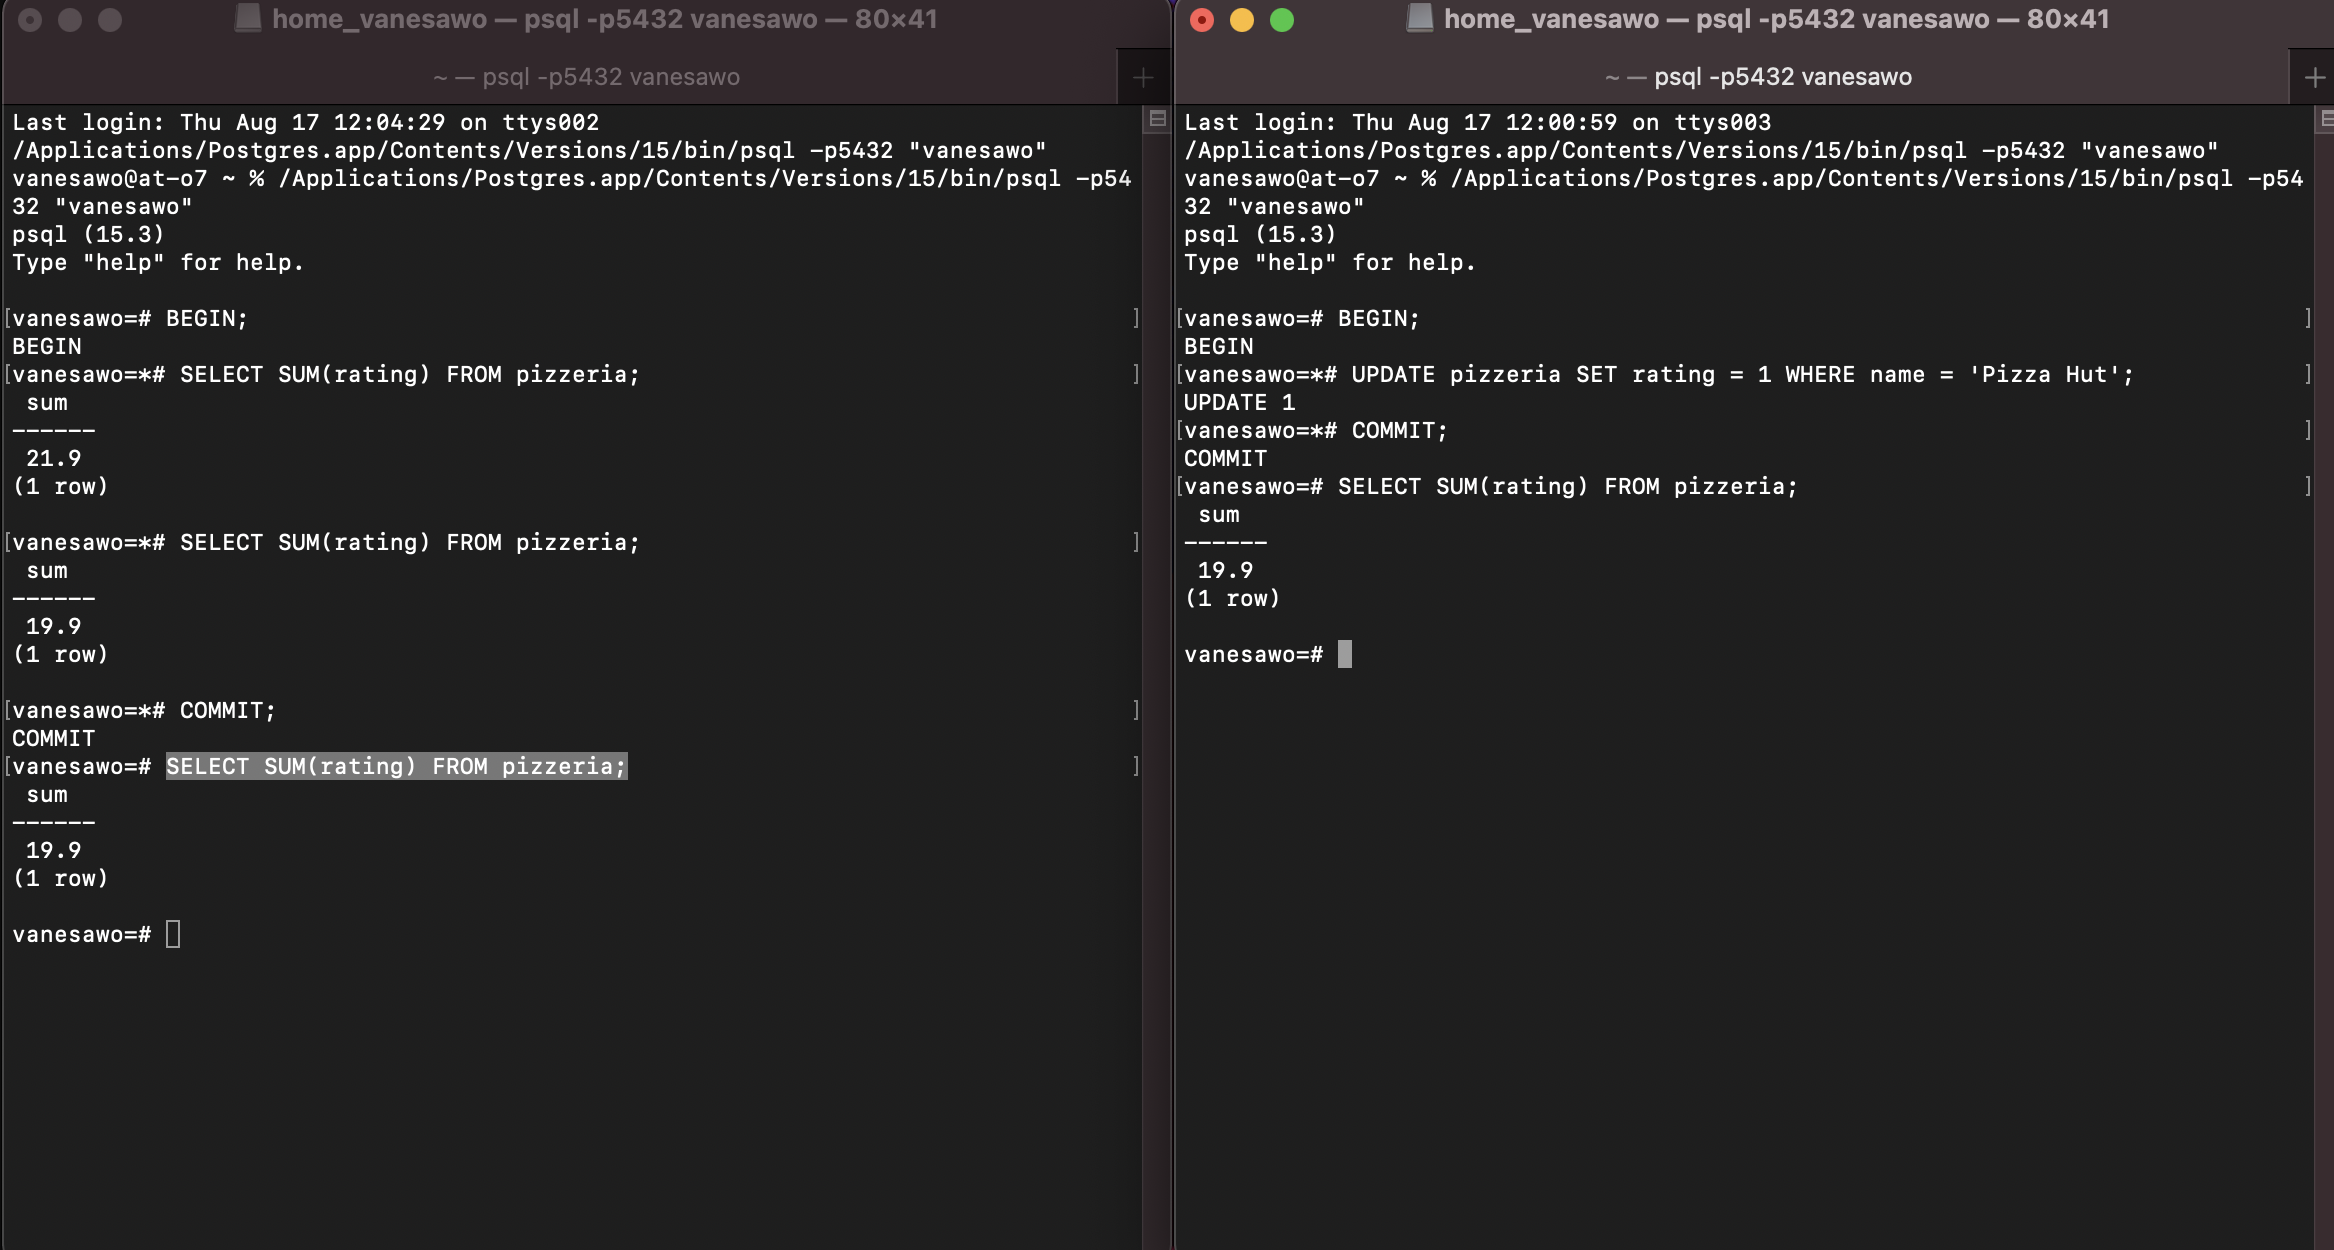 home_vanesawo — psql -p5432 vanesawo — 80×41
~ — psql -p5432 vanesawo
Last login: Thu Aug 17 12:04:29 on ttys002
/Applications/Postgres.app/Contents/Versions/15/bin/psql -p5432 "vanesawo"
vanesawo@at-o7 ~ % /Applications/Postgres.app/Contents/Versions/15/bin/psql -p54
32 "vanesawo"
psql (15.3)
Type "help" for help.
[vanesawo=# BEGIN; ]
BEGIN
[vanesawo=*# SELECT SUM(rating) FROM pizzeria; ]
sum
------
21.9
(1 row)
[vanesawo=*# SELECT SUM(rating) FROM pizzeria; ]
sum
------
19.9
(1 row)
[vanesawo=*# COMMIT; ]
COMMIT
[vanesawo=# SELECT SUM(rating) FROM pizzeria; ]
sum
------
19.9
(1 row)
vanesawo=#
home_vanesawo — psql -p5432 vanesawo — 80×41
~ — psql -p5432 vanesawo
Last login: Thu Aug 17 12:00:59 on ttys003
/Applications/Postgres.app/Contents/Versions/15/bin/psql -p5432 "vanesawo"
vanesawo@at-o7 ~ % /Applications/Postgres.app/Contents/Versions/15/bin/psql -p54
32 "vanesawo"
psql (15.3)
Type "help" for help.
[vanesawo=# BEGIN; ]
BEGIN
[vanesawo=*# UPDATE pizzeria SET rating = 1 WHERE name = 'Pizza Hut'; ]
UPDATE 1
[vanesawo=*# COMMIT; ]
COMMIT
[vanesawo=# SELECT SUM(rating) FROM pizzeria; ]
sum
------
19.9
(1 row)
vanesawo=#